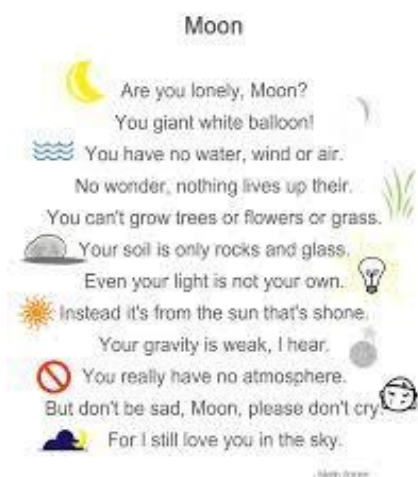 Moon
Are you lonely, Moon?
You giant white balloon!
You have no water, wind or air.
No wonder, nothing lives up their.
You can't grow trees or flowers or grass.
Your soil is only rocks and glass.
Even your light is not your own.
Instead it's from the sun that's shone.
Your gravity is weak, I hear.
You really have no atmosphere.
But don't be sad, Moon, please don't cry!
For I still love you in the sky.